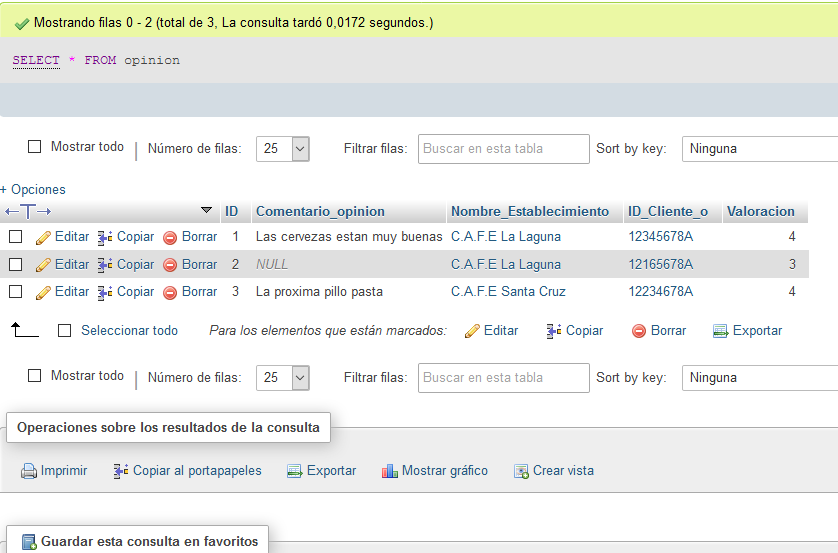 Mostrando filas 0 - 2 (total de 3, La consulta tardó 0,0172 segundos.)
SELECT * FROM opinion
Mostrar todo | Número de filas: 25 Filtrar filas: Buscar en esta tabla Sort by key: Ninguna
+ Opciones
←T→ ID Comentario_opinion Nombre_Establecimiento ID_Cliente_o Valoracion
Editar Copiar Borrar 1 Las cervezas estan muy buenas C.A.F.E La Laguna 12345678A 4
Editar Copiar Borrar 2 NULL C.A.F.E La Laguna 12165678A 3
Editar Copiar Borrar 3 La proxima pillo pasta C.A.F.E Santa Cruz 12234678A 4
Seleccionar todo Para los elementos que están marcados: Editar Copiar Borrar Exportar
Mostrar todo | Número de filas: 25 Filtrar filas: Buscar en esta tabla Sort by key: Ninguna
Operaciones sobre los resultados de la consulta
Imprimir Copiar al portapapeles Exportar Mostrar gráfico Crear vista
Guardar esta consulta en favoritos